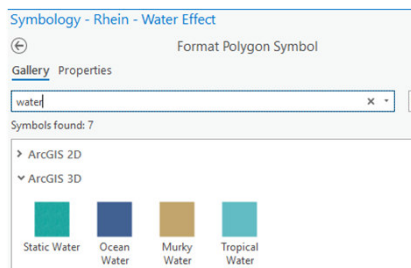 Symbology - Rhein - Water Effect
Format Polygon Symbol
Gallery Properties
water
Symbols found: 7
ArcGIS 2D
ArcGIS 3D
Static Water Ocean Water Murky Water Tropical Water